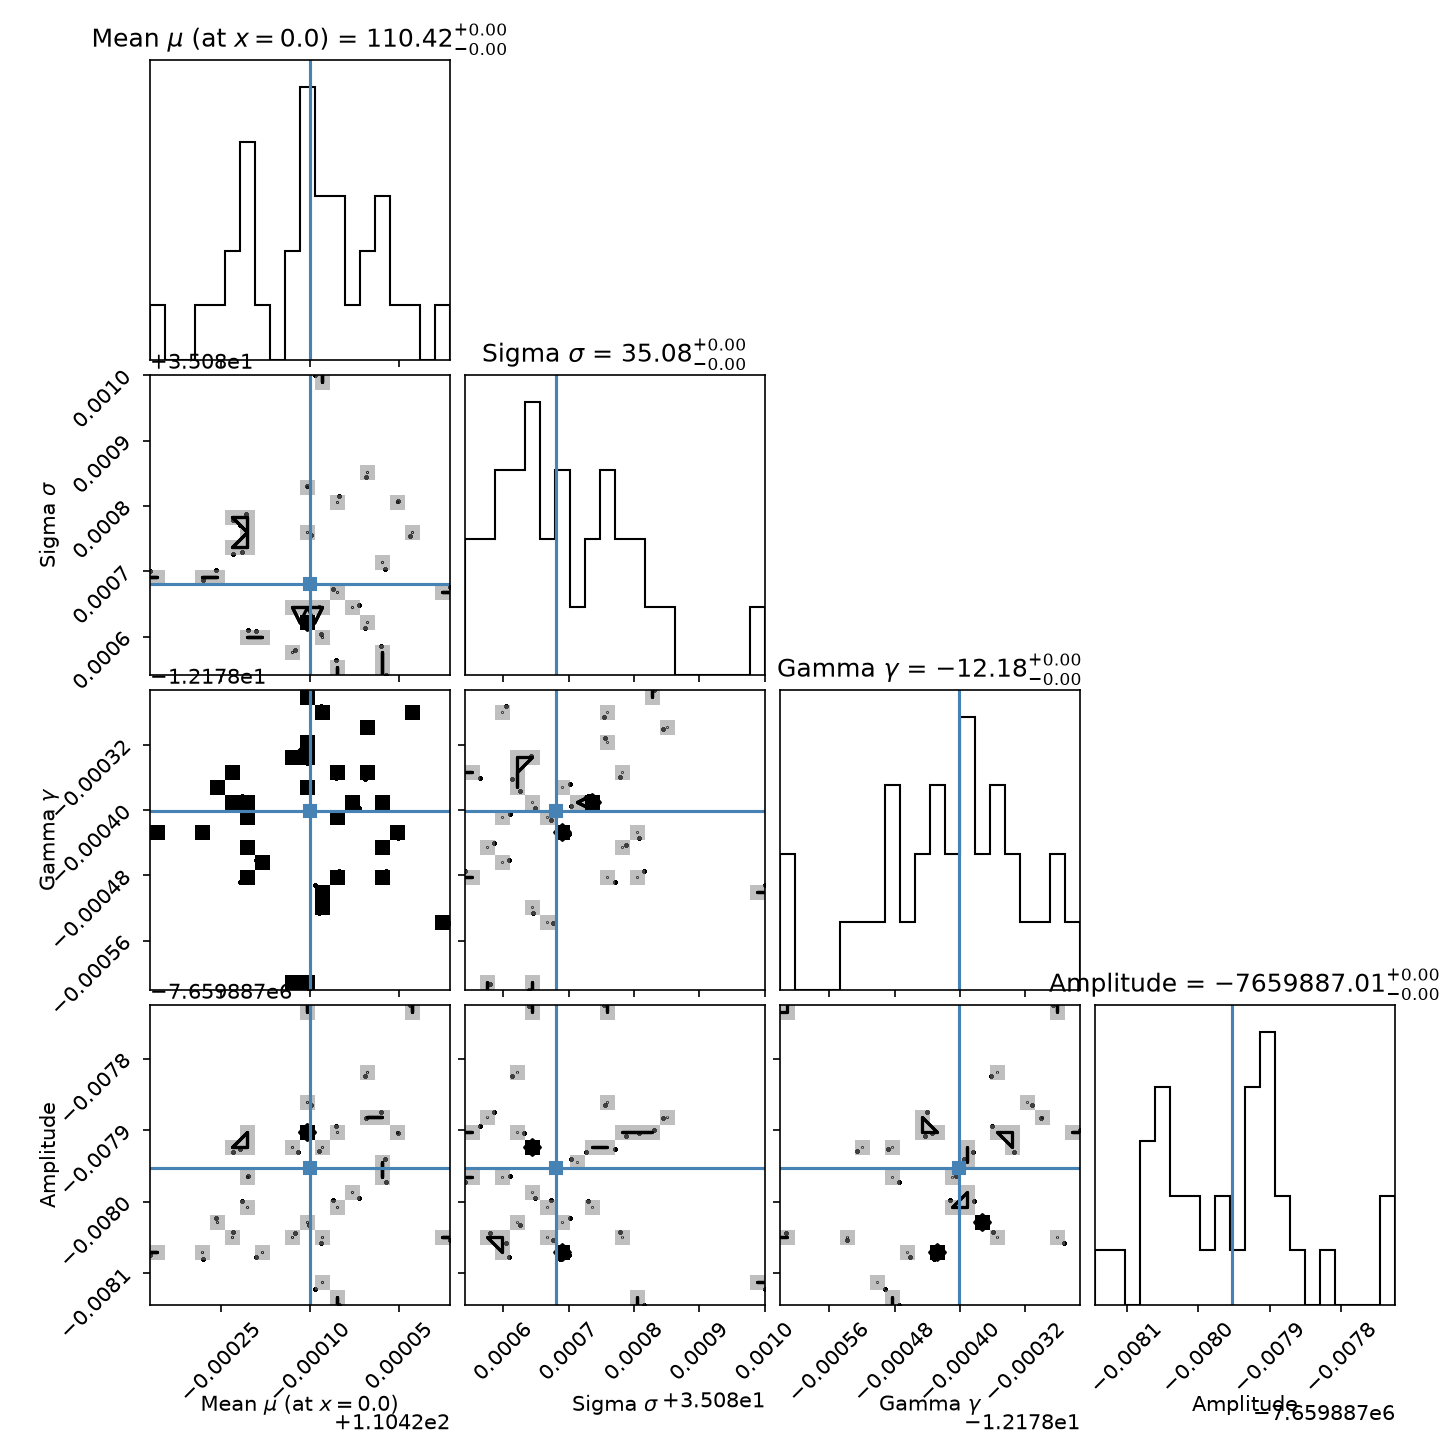 Mean μ (at x = 0.0) = 110.42+0.00 −0.00
+3.508e1
Sigma σ = 35.08+0.00 −0.00
0.0010
0.0009
0.0008
0.0007
0.0006
Sigma σ
−1.2178e1
Gamma γ = −12.18+0.00 −0.00
−0.00032
−0.00040
−0.00048
−0.00056
Gamma γ
−7.659887e6
Amplitude = −7659887.01+0.00 −0.00
−0.0078
−0.0079
−0.0080
−0.0081
Amplitude
−0.00025 −0.00010 0.00005
0.0006 0.0007 0.0008 0.0009 0.0010
−0.00056 −0.00048 −0.00040 −0.00032
−0.0081 −0.0080 −0.0079 −0.0078
Mean μ (at x = 0.0) Sigma σ Gamma γ Amplitude
+1.1042e2 +3.508e1 −1.2178e1 −7.659887e6